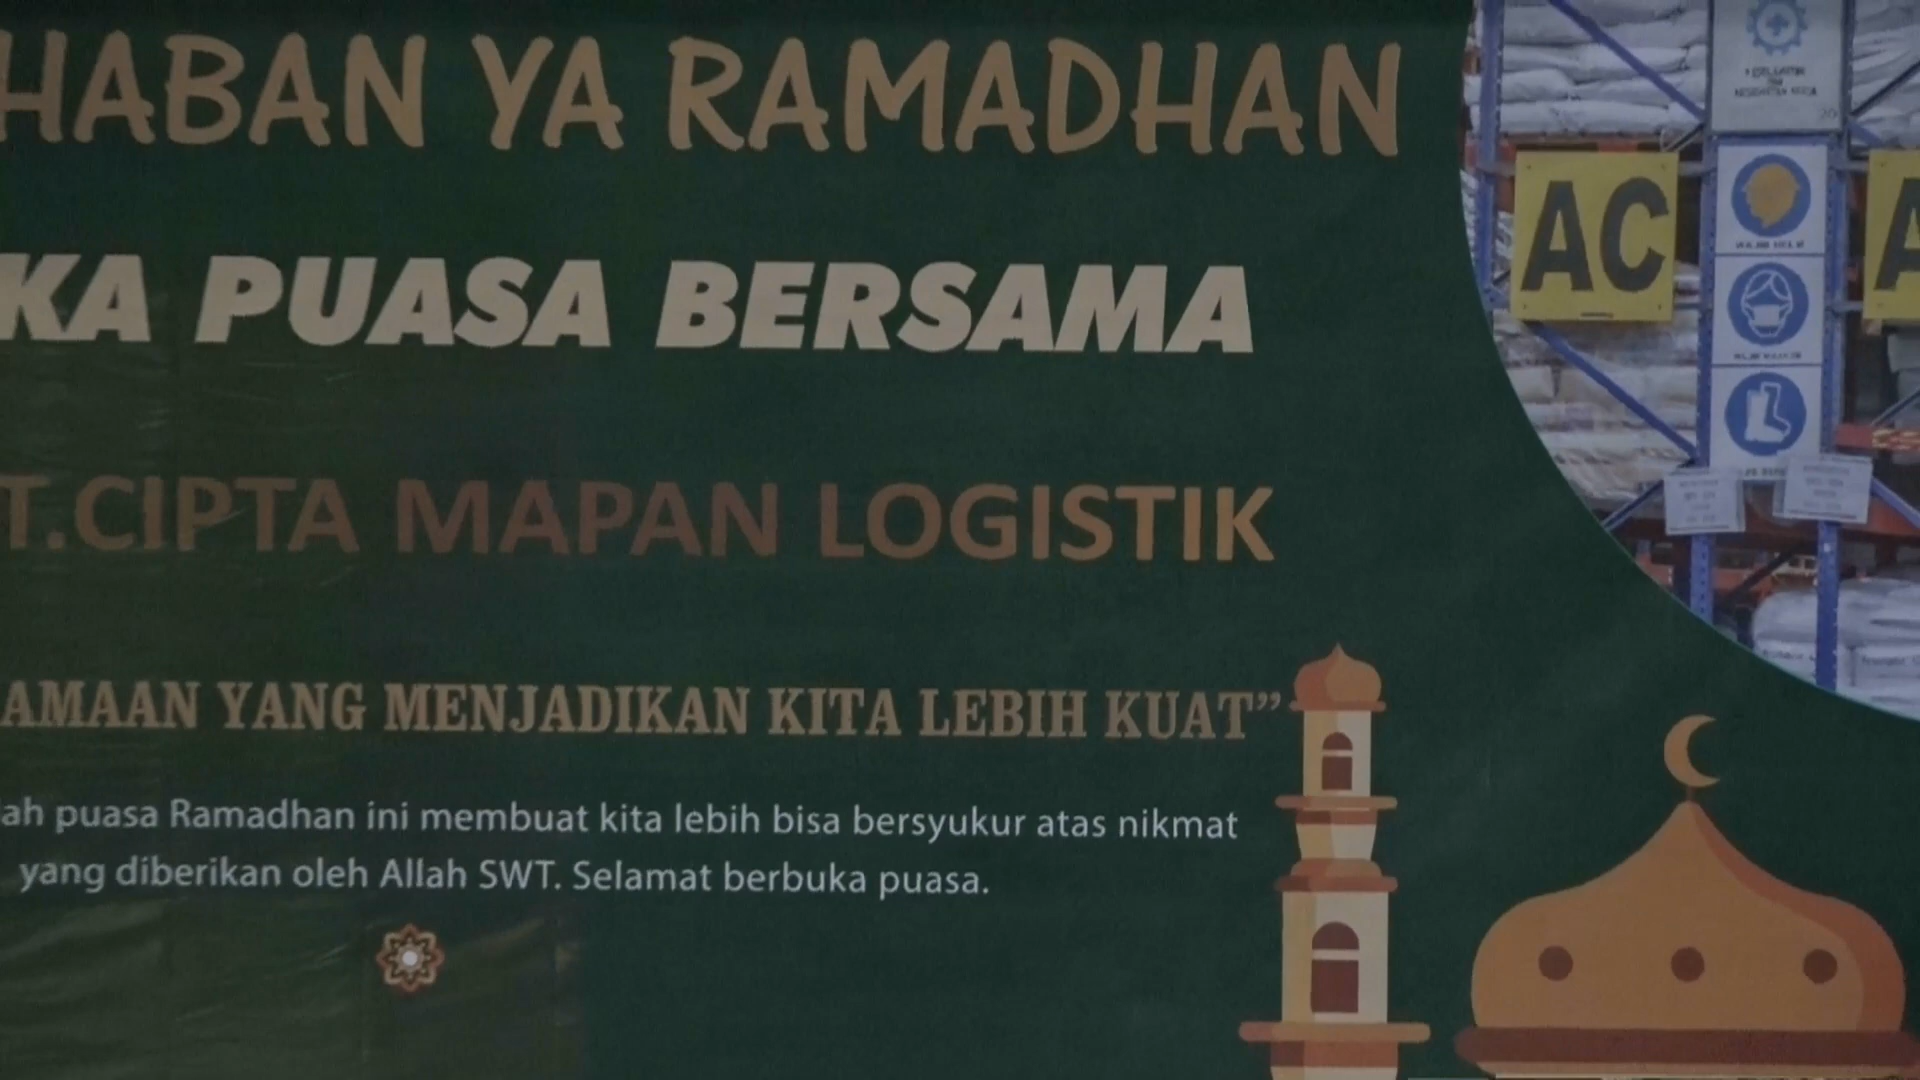 HABAN YA RAMADHAN
KA PUASA BERSAMA
T.CIPTA MAPAN LOGISTIK
AMAAN YANG MENJADIKAN KITA LEBIH KUAT”
lah puasa Ramadhan ini membuat kita lebih bisa bersyukur atas nikmat
yang diberikan oleh Allah SWT. Selamat berbuka puasa.
AC
A